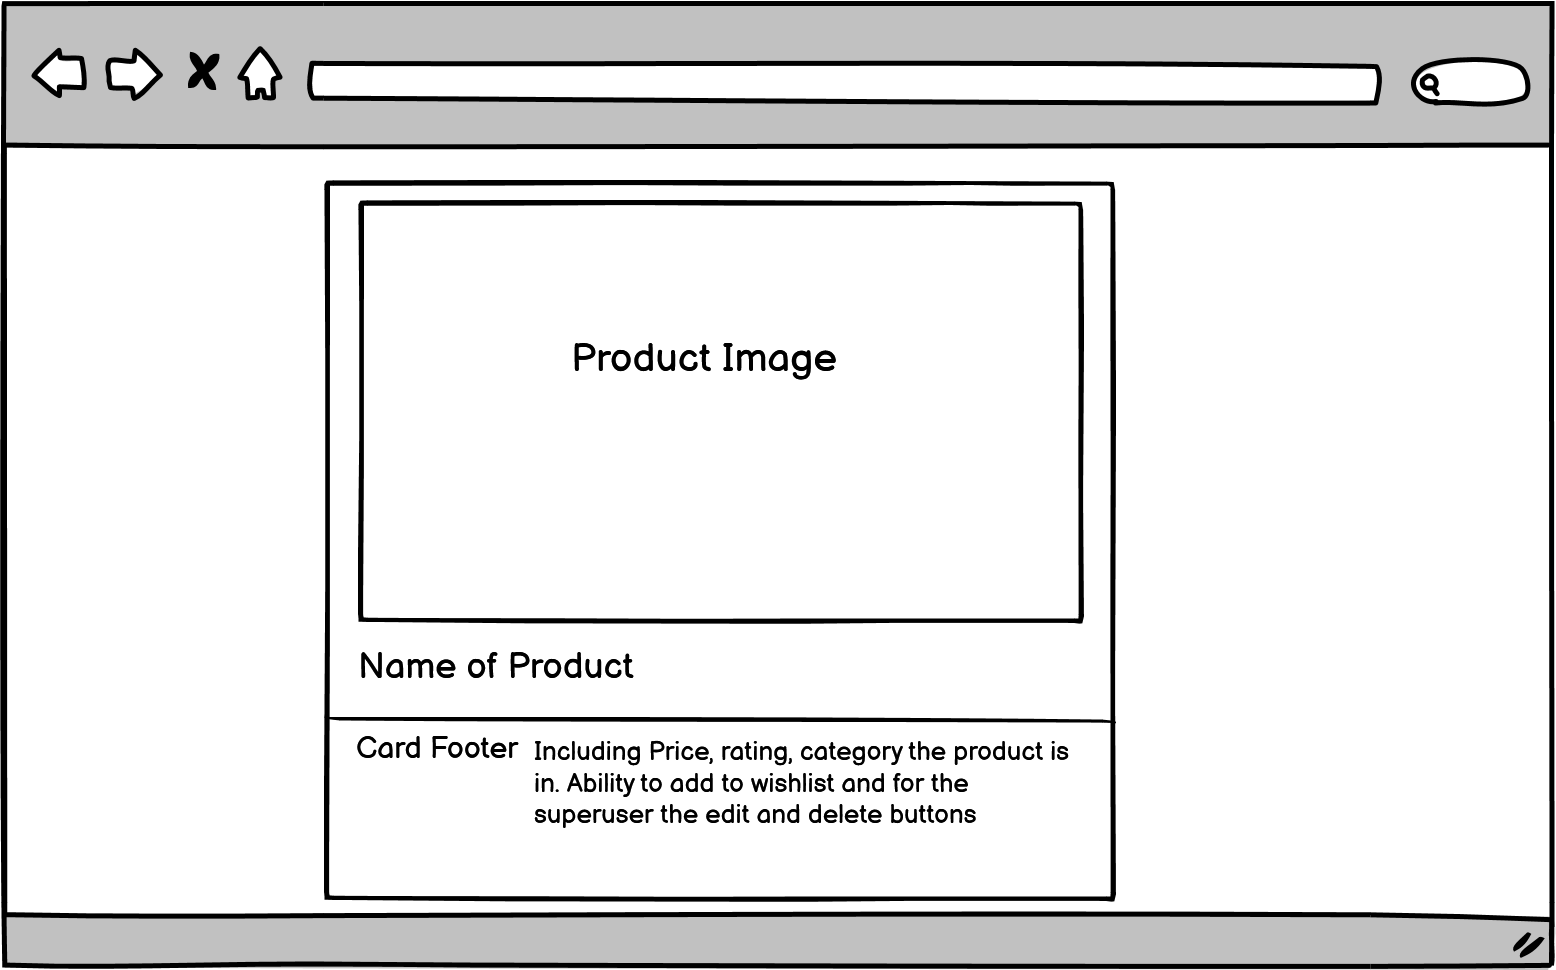 Product Image
Name of Product
Card Footer
Including Price, rating, category the product is
in. Ability to add to wishlist and for the
superuser the edit and delete buttons